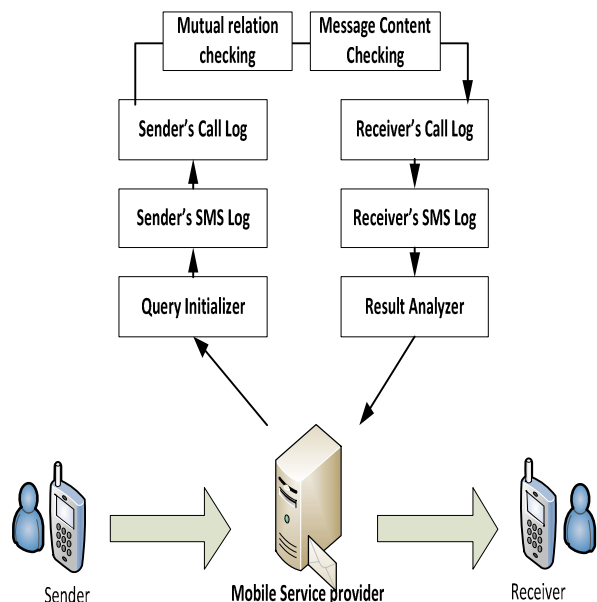 Mutual relation
checking
Message Content
Checking
Sender's Call Log
Receiver's Call Log
Sender's SMS Log
Receiver's SMS Log
Query Initializer
Result Analyzer
Sender
Mobile Service provider
Receiver